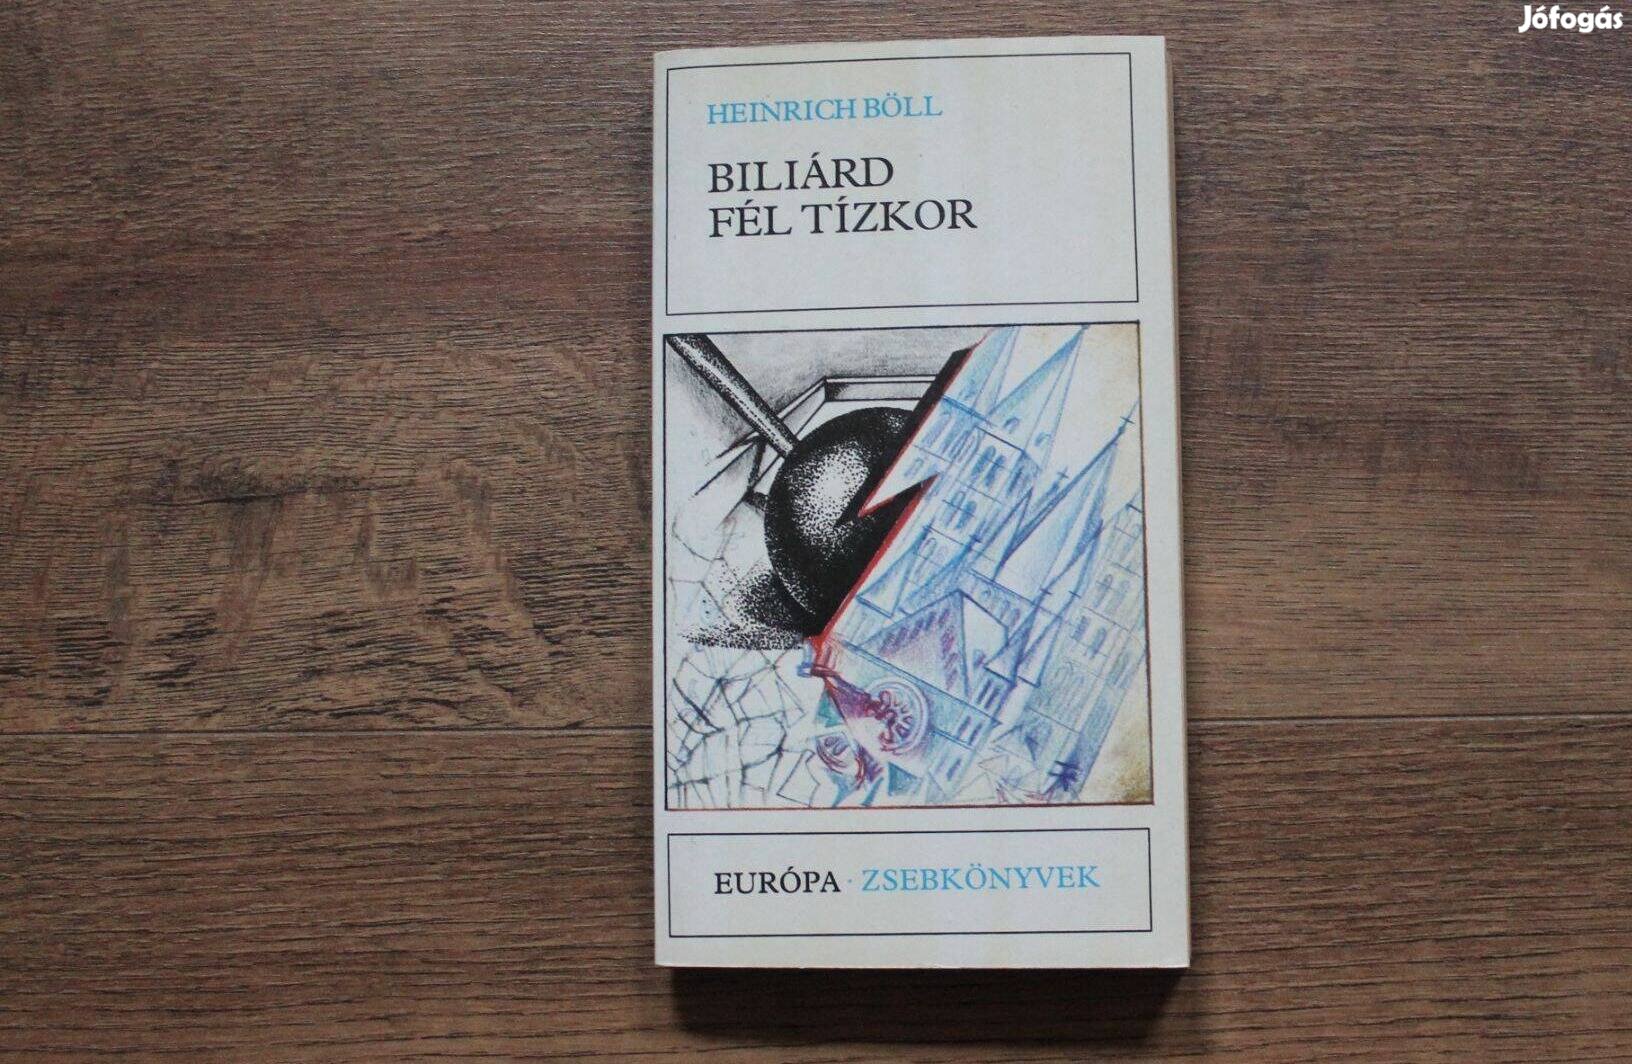 Jófogás
HEINRICH BÖLL
BILIÁRD
FÉL TÍZKOR
EURÓPA · ZSEBKÖNYVEK